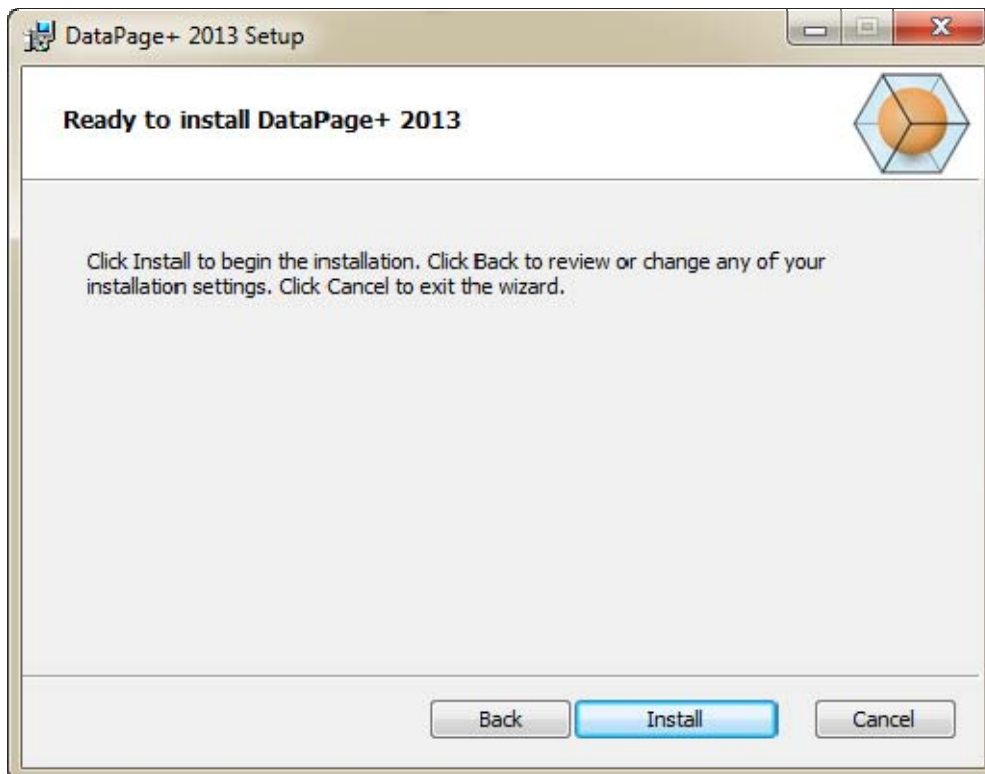 DataPage+ 2013 Setup
Ready to install DataPage+ 2013
Click Install to begin the installation. Click Back to review or change any of your
installation settings. Click Cancel to exit the wizard.
Back Install Cancel